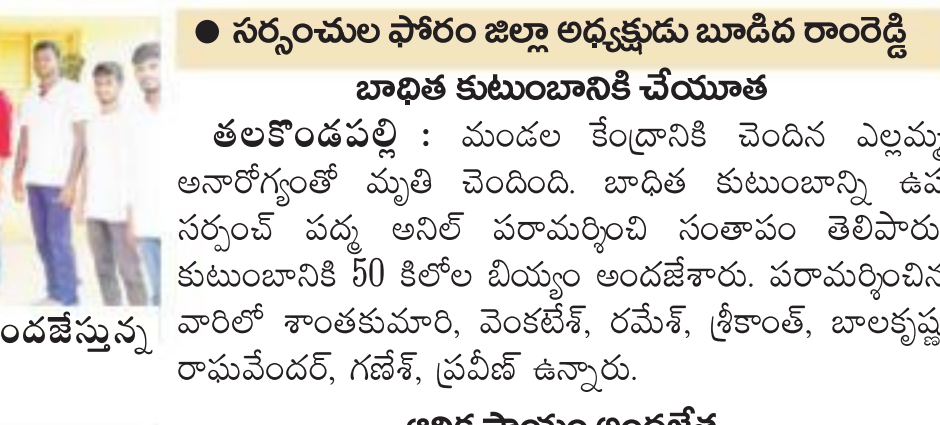 ● సర్సంచుల ఫోరం జిల్లా అధ్యక్షుడు బూడిద రాంరెడ్డి
బాధిత కుటుంబానికి చేయూత
తలకొండపల్లి : మండల కేంద్రానికి చెందిన ఎల్లమ్మ
అనారోగ్యంతో మృతి చెందింది. బాధిత కుటుంబాన్ని ఉప
సర్పంచ్ పద్మ అనిల్ పరామర్శించి సంతాపం తెలిపారు
కుటుంబానికి 50 కిలోల బియ్యం అందజేశారు. పరామర్శించిన
వారిలో శాంతకుమారి, వెంకటేశ్, రమేశ్, శ్రీకాంత్, బాలకృష్ణ
రాఘవేందర్, గణేశ్, ప్రవీణ్ ఉన్నారు.
ందజేస్తున్న